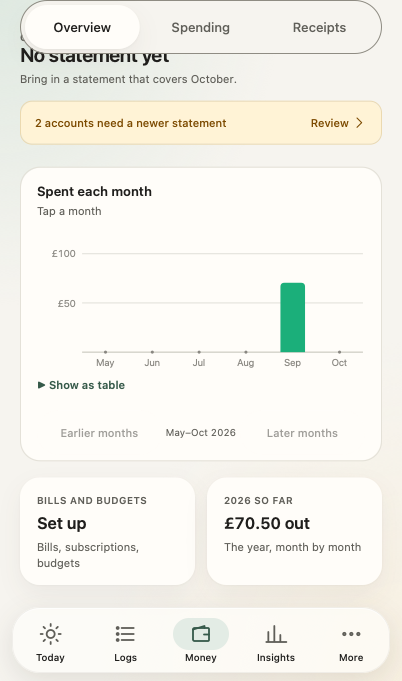 Overview
Spending
Receipts
No statement yet
Bring in a statement that covers October.
2 accounts need a newer statement
Review
Spent each month
Tap a month
£100
£50
May
Jun
Jul
Aug
Sep
Oct
Show as table
Earlier months
May–Oct 2026
Later months
BILLS AND BUDGETS
Set up
Bills, subscriptions,
budgets
2026 SO FAR
£70.50 out
The year, month by month
Today
Logs
Money
Insights
More